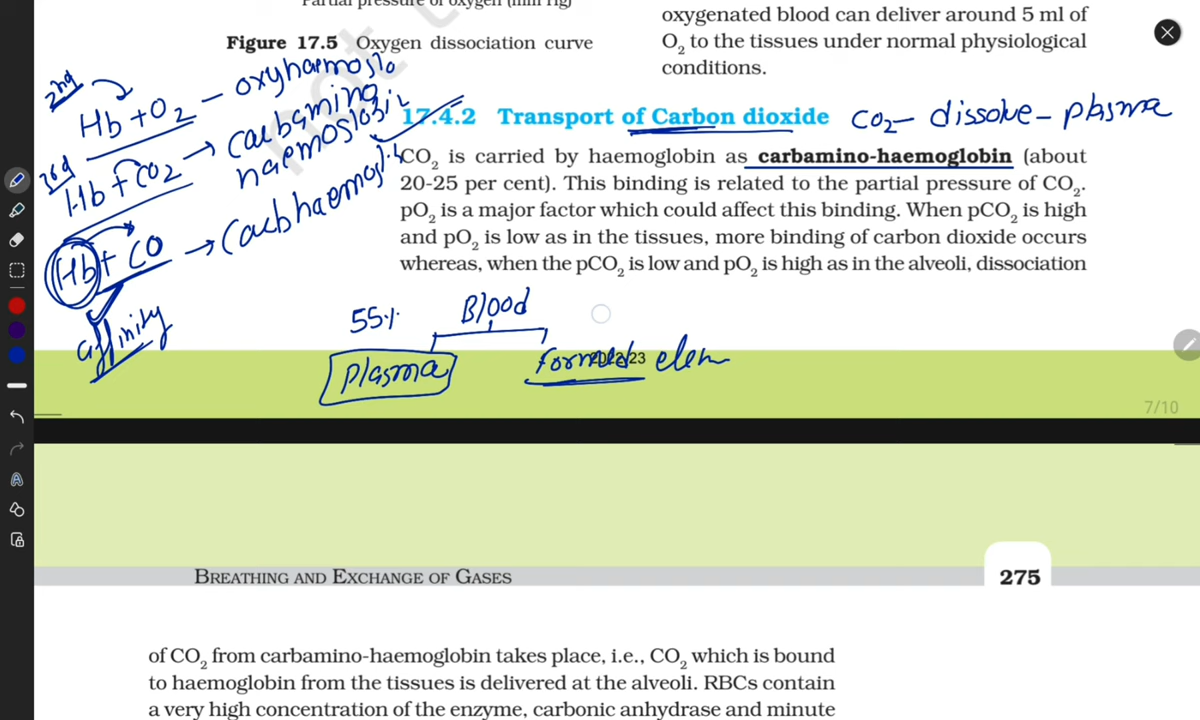 Partial pressure of oxygen (mm Hg)
Figure 17.5 Oxygen dissociation curve
oxygenated blood can deliver around 5 ml of
O2 to the tissues under normal physiological
conditions.
2nd
Hb + O2 - oxyhaemoglo
3rd
Hb + CO2 → carbamino
haemoglobin
Hb + CO → Carbhaemogl
affinity
17.4.2 Transport of Carbon dioxide
CO2 - dissolve - plasma
CO2 is carried by haemoglobin as carbamino-haemoglobin (about
20-25 per cent). This binding is related to the partial pressure of CO2.
pO2 is a major factor which could affect this binding. When pCO2 is high
and pO2 is low as in the tissues, more binding of carbon dioxide occurs
whereas, when the pCO2 is low and pO2 is high as in the alveoli, dissociation
Blood
55%
Plasma
formed elem
7/10
BREATHING AND EXCHANGE OF GASES
275
of CO2 from carbamino-haemoglobin takes place, i.e., CO2 which is bound
to haemoglobin from the tissues is delivered at the alveoli. RBCs contain
a very high concentration of the enzyme, carbonic anhydrase and minute